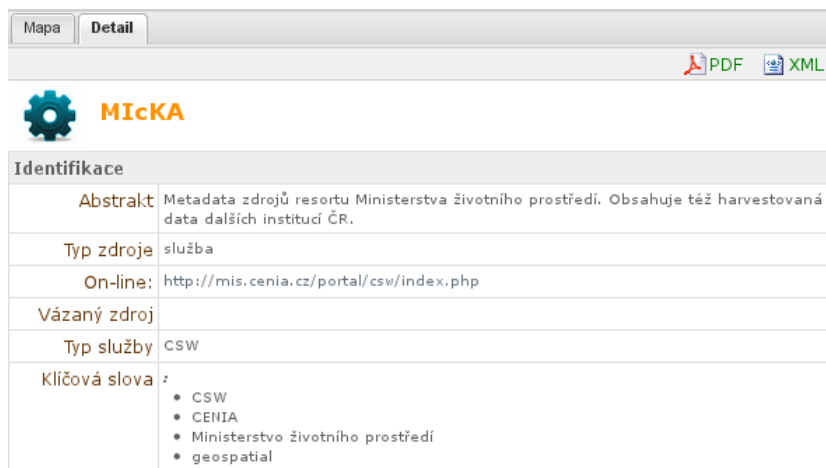 Mapa Detail
PDF XML
MIcKA
Identifikace
Abstrakt Metadata zdrojů resortu Ministerstva životního prostředí. Obsahuje též harvestovaná
data dalších institucí ČR.
Typ zdroje služba
On-line: http://mis.cenia.cz/portal/csw/index.php
Vázaný zdroj
Typ služby CSW
Klíčová slova :
• CSW
• CENIA
• Ministerstvo životního prostředí
• geospatial